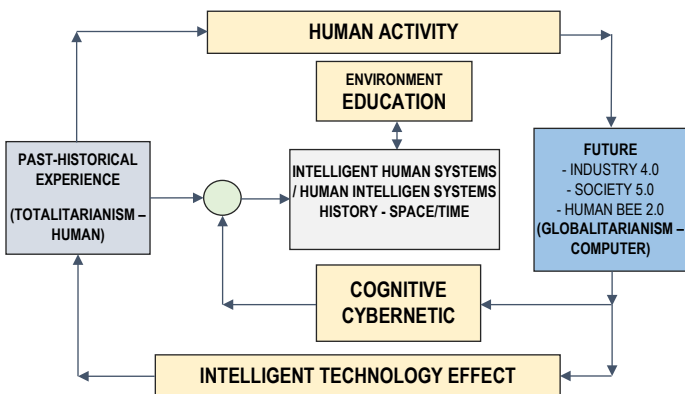 HUMAN ACTIVITY
ENVIRONMENT
EDUCATION
PAST-HISTORICAL
EXPERIENCE
(TOTALITARIANISM –
HUMAN)
INTELLIGENT HUMAN SYSTEMS
/ HUMAN INTELLIGEN SYSTEMS
HISTORY - SPACE/TIME
FUTURE
- INDUSTRY 4.0
- SOCIETY 5.0
- HUMAN BEE 2.0
(GLOBALITARIANISM –
COMPUTER)
COGNITIVE
CYBERNETIC
INTELLIGENT TECHNOLOGY EFFECT